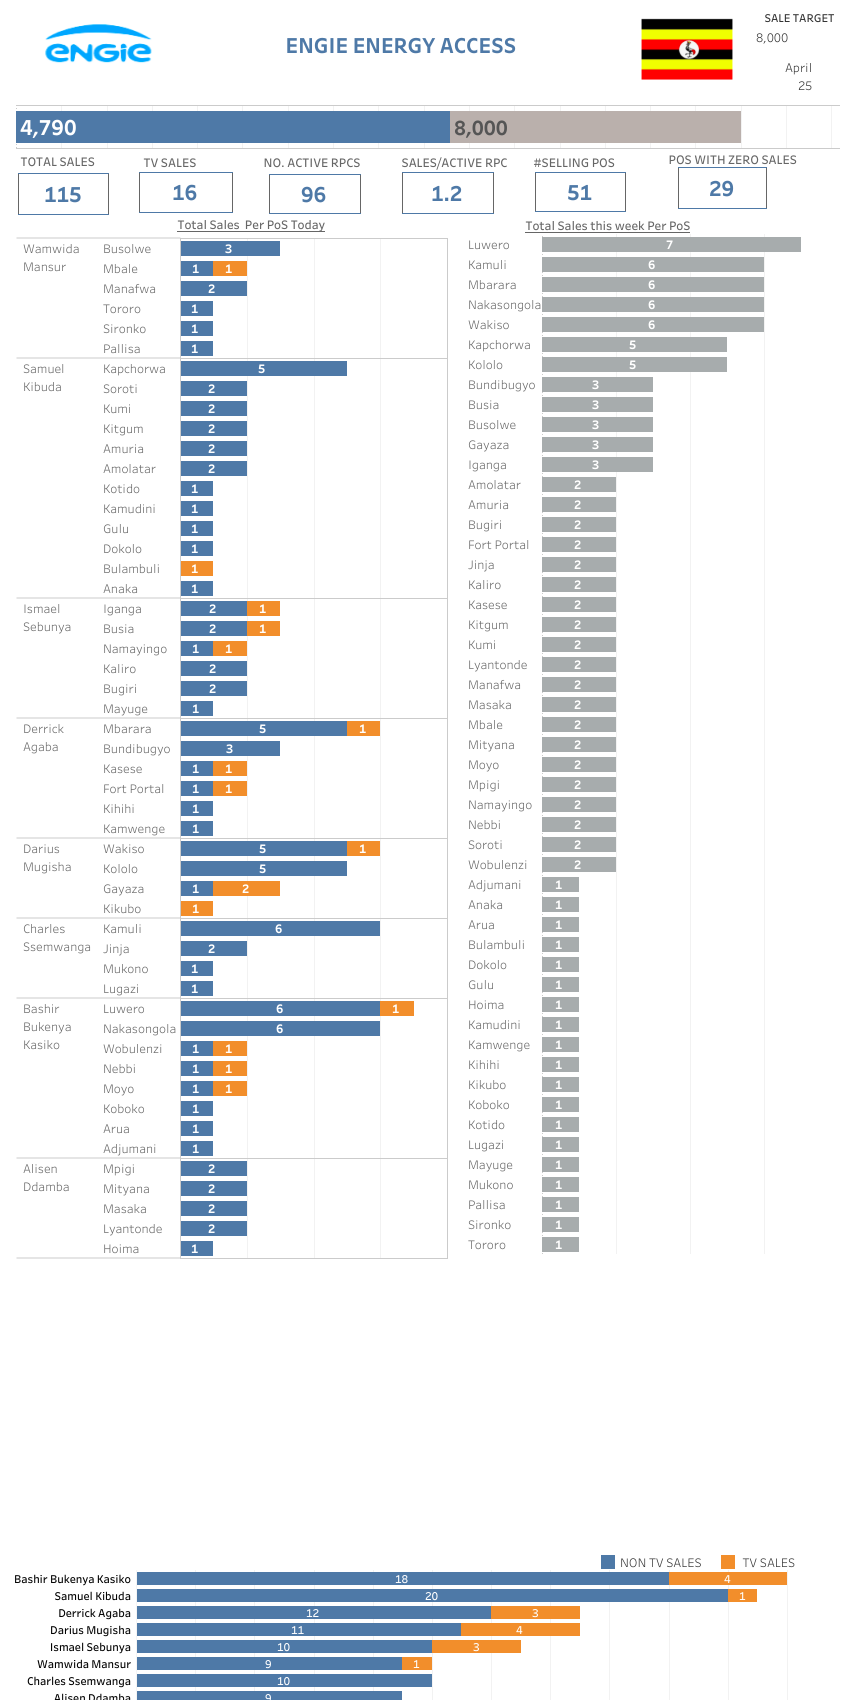 ENGIE
ENGIE ENERGY ACCESS
SALE TARGET
8,000
April
25
4,790 8,000
TOTAL SALES TV SALES NO. ACTIVE RPCS SALES/ACTIVE RPC #SELLING POS POS WITH ZERO SALES
115 16 96 1.2 51 29
Total Sales Per PoS Today
Wamwida Mansur
Busolwe 3
Mbale 1 1
Manafwa 2
Tororo 1
Sironko 1
Pallisa 1
Samuel Kibuda
Kapchorwa 5
Soroti 2
Kumi 2
Kitgum 2
Amuria 2
Amolatar 2
Kotido 1
Kamudini 1
Gulu 1
Dokolo 1
Bulambuli 1
Anaka 1
Ismael Sebunya
Iganga 2 1
Busia 2 1
Namayingo 1 1
Kaliro 2
Bugiri 2
Mayuge 1
Derrick Agaba
Mbarara 5 1
Bundibugyo 3
Kasese 1 1
Fort Portal 1 1
Kihihi 1
Kamwenge 1
Darius Mugisha
Wakiso 5 1
Kololo 5
Gayaza 1 2
Kikubo 1
Charles Ssemwanga
Kamuli 6
Jinja 2
Mukono 1
Lugazi 1
Bashir Bukenya Kasiko
Luwero 6 1
Nakasongola 6
Wobulenzi 1 1
Nebbi 1 1
Moyo 1 1
Koboko 1
Arua 1
Adjumani 1
Alisen Ddamba
Mpigi 2
Mityana 2
Masaka 2
Lyantonde 2
Hoima 1
Total Sales this week Per PoS
Luwero 7
Kamuli 6
Mbarara 6
Nakasongola 6
Wakiso 6
Kapchorwa 5
Kololo 5
Bundibugyo 3
Busia 3
Busolwe 3
Gayaza 3
Iganga 3
Amolatar 2
Amuria 2
Bugiri 2
Fort Portal 2
Jinja 2
Kaliro 2
Kasese 2
Kitgum 2
Kumi 2
Lyantonde 2
Manafwa 2
Masaka 2
Mbale 2
Mityana 2
Moyo 2
Mpigi 2
Namayingo 2
Nebbi 2
Soroti 2
Wobulenzi 2
Adjumani 1
Anaka 1
Arua 1
Bulambuli 1
Dokolo 1
Gulu 1
Hoima 1
Kamudini 1
Kamwenge 1
Kihihi 1
Kikubo 1
Koboko 1
Kotido 1
Lugazi 1
Mayuge 1
Mukono 1
Pallisa 1
Sironko 1
Tororo 1
NON TV SALES TV SALES
Bashir Bukenya Kasiko 18 4
Samuel Kibuda 20 1
Derrick Agaba 12 3
Darius Mugisha 11 4
Ismael Sebunya 10 3
Wamwida Mansur 9 1
Charles Ssemwanga 10
Alisen Ddamba 9